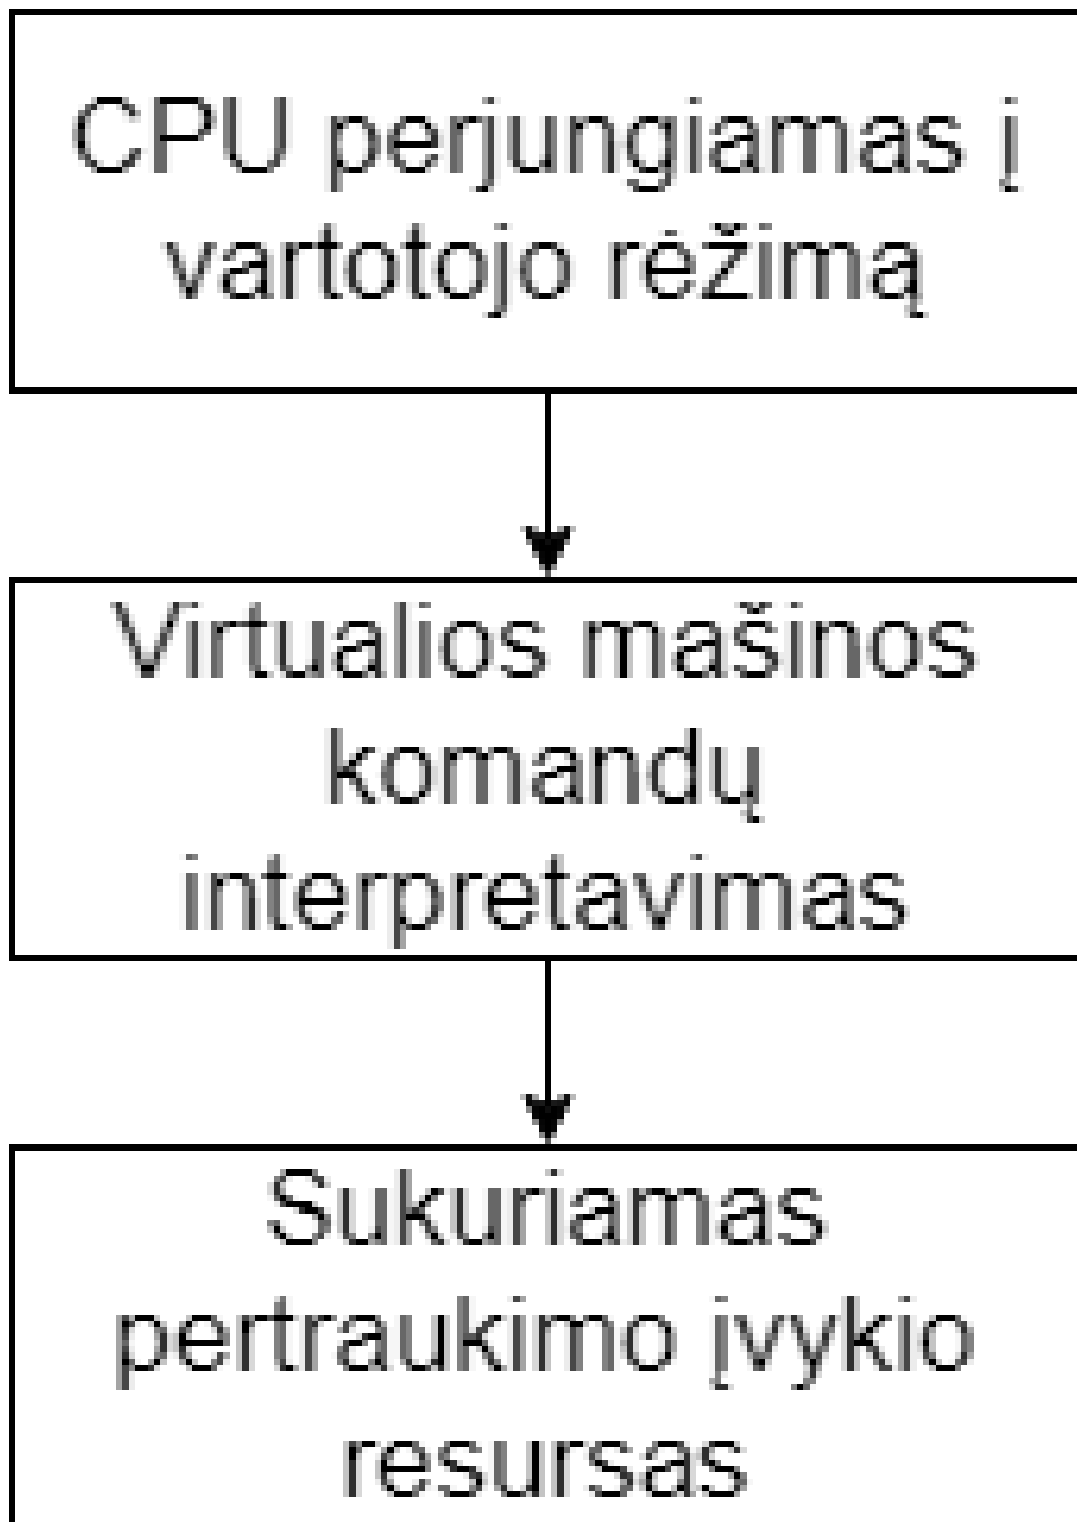 CPU perjungiamas į
vartotojo rėžimą
Virtualios mašinos
komandų
interpretavimas
Sukuriamas
pertraukimo įvykio
resursas